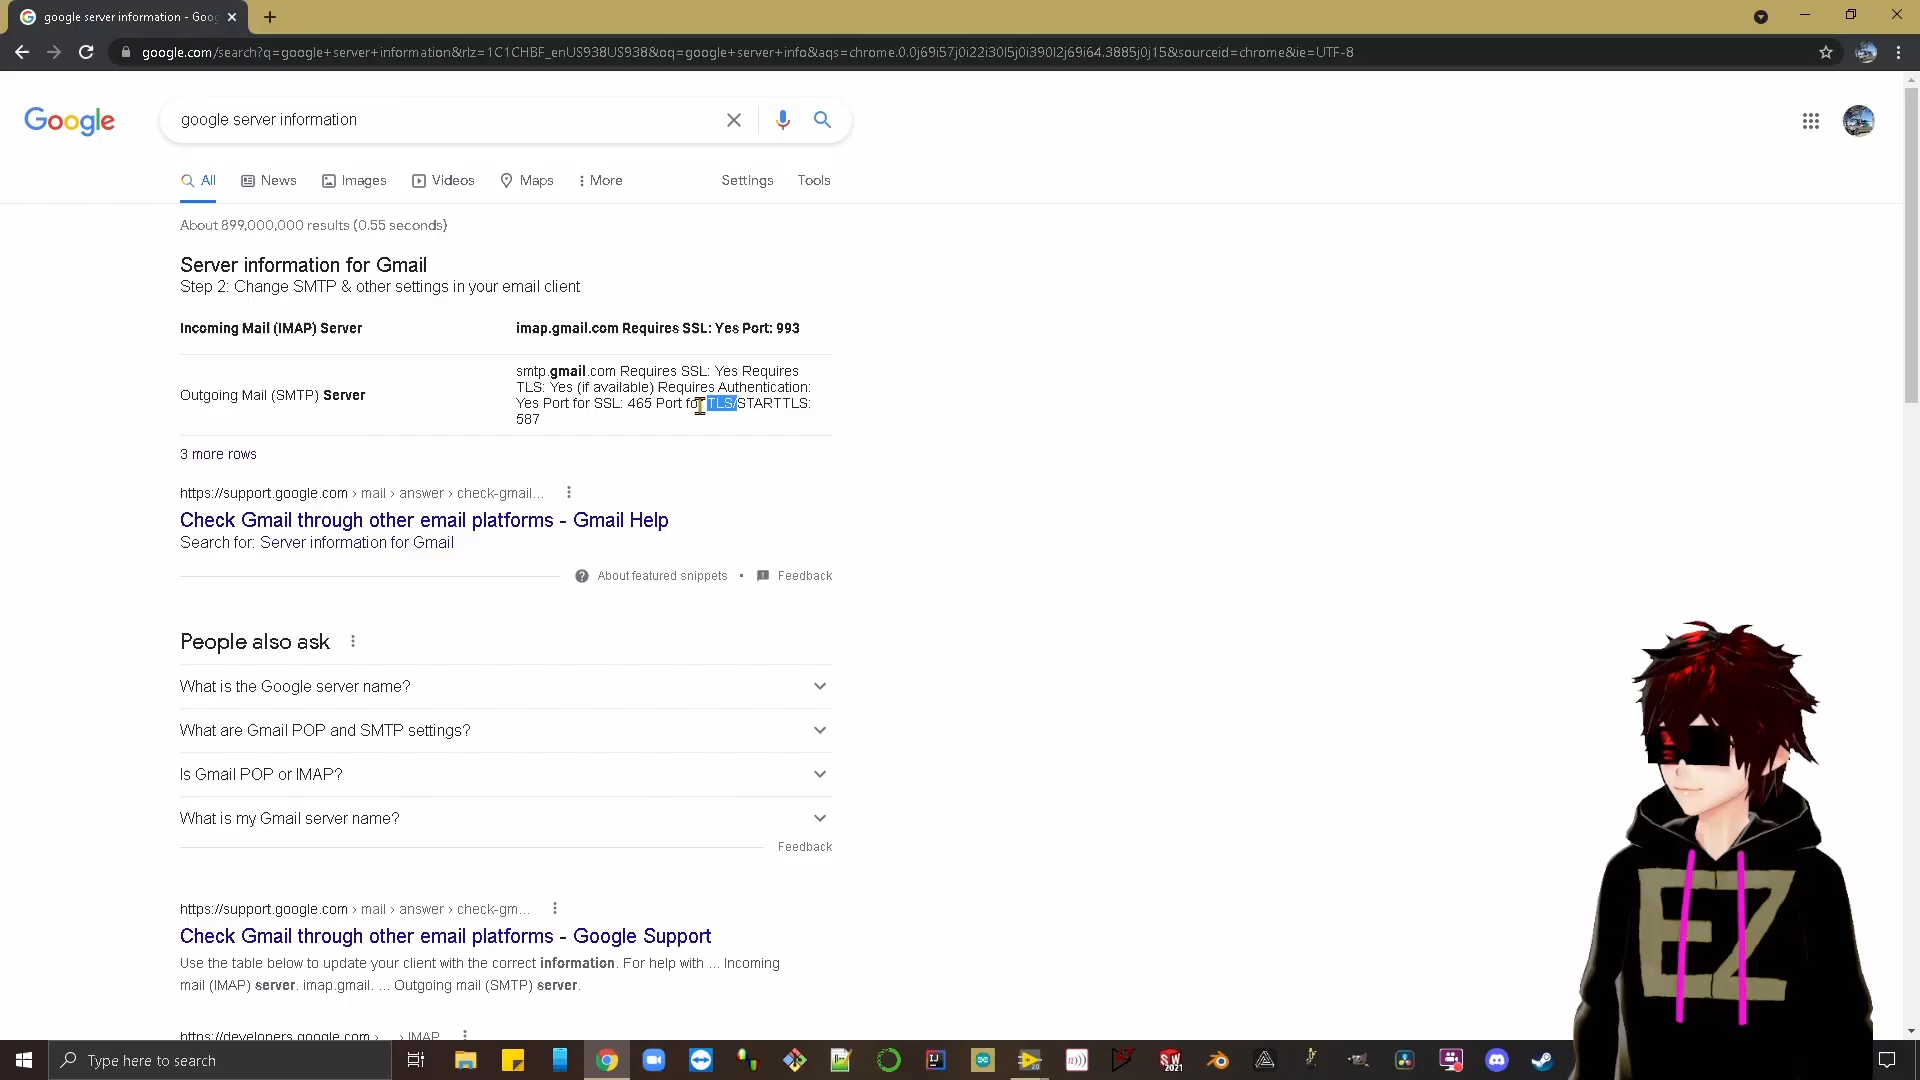 google server information - Goo
google.com/search?q=google+server+information&rlz=1C1CHBF_enUS938US938&oq=google+server+info&aqs=chrome.0.0j69i57j0i22i30l5j0i390l2j69i64.3885j0j15&sourceid=chrome&ie=UTF-8
Google
google server information
All News Images Videos Maps More Settings Tools
About 899,000,000 results (0.55 seconds)
Server information for Gmail
Step 2: Change SMTP & other settings in your email client
Incoming Mail (IMAP) Server
imap.gmail.com Requires SSL: Yes Port: 993
Outgoing Mail (SMTP) Server
smtp.gmail.com Requires SSL: Yes Requires
TLS: Yes (if available) Requires Authentication:
Yes Port for SSL: 465 Port for TLS/STARTTLS:
587
3 more rows
https://support.google.com › mail › answer › check-gmail...
Check Gmail through other email platforms - Gmail Help
Search for: Server information for Gmail
About featured snippets • Feedback
People also ask
What is the Google server name?
What are Gmail POP and SMTP settings?
Is Gmail POP or IMAP?
What is my Gmail server name?
Feedback
https://support.google.com › mail › answer › check-gm...
Check Gmail through other email platforms - Google Support
Use the table below to update your client with the correct information. For help with ... Incoming
mail (IMAP) server. imap.gmail. ... Outgoing mail (SMTP) server.
https://developers.google.com › ... › IMAP
EZ
Type here to search
SW
2021